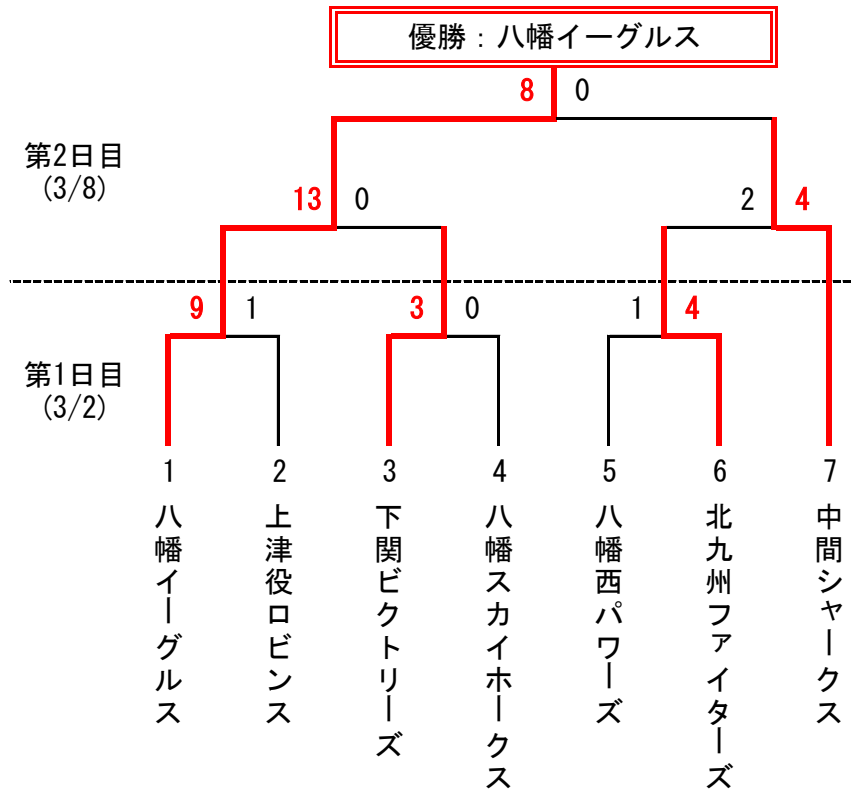 優勝：八幡イーグルス
8 0
第2日目
(3/8)
13 0 2 4
9 1 3 0 1 4
第1日目
(3/2)
1 2 3 4 5 6 7
八幡イーグルス
上津役ロビンス
下関ビクトリーズ
八幡スカイホークス
八幡西パワーズ
北九州ファイターズ
中間シャークス